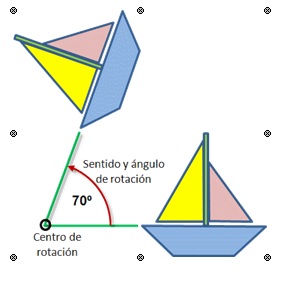 Sentido y ángulo
de rotación
70º
Centro de
rotación